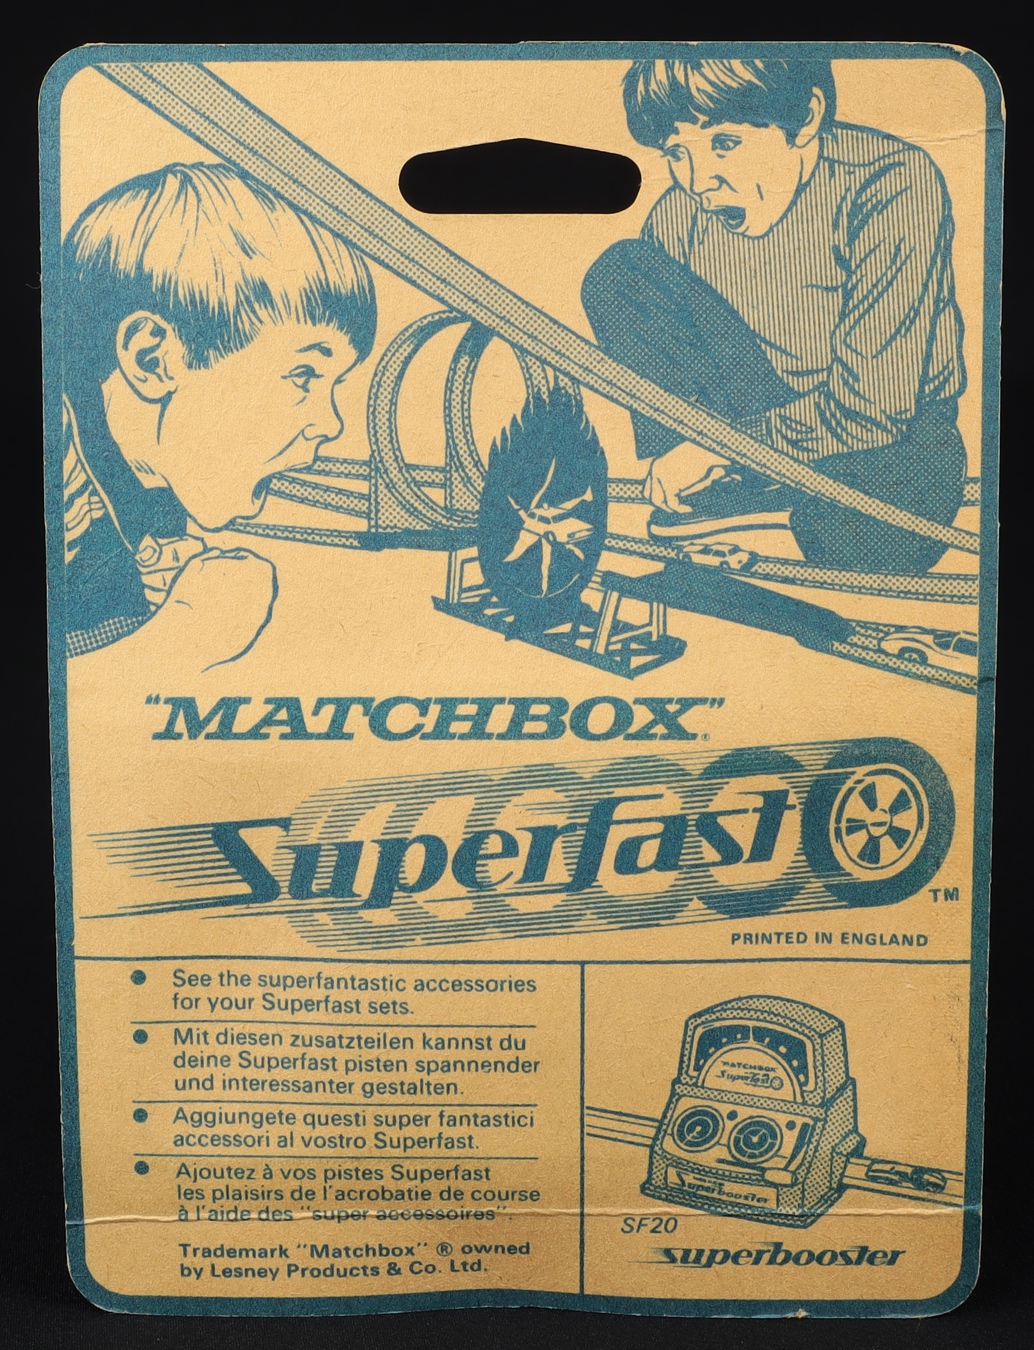 "MATCHBOX"®
Superfast
TM
PRINTED IN ENGLAND
● See the superfantastic accessories
for your Superfast sets.
● Mit diesen zusatzteilen kannst du
deine Superfast pisten spannender
und interessanter gestalten.
● Aggiungete questi super fantastici
accessori al vostro Superfast.
● Ajoutez à vos pistes Superfast
les plaisirs de l'acrobatie de course
à l'aide des "super accessoires".
Trademark "Matchbox" ® owned
by Lesney Products & Co. Ltd.
MATCHBOX
Superfast
Superbooster
SF20
superbooster